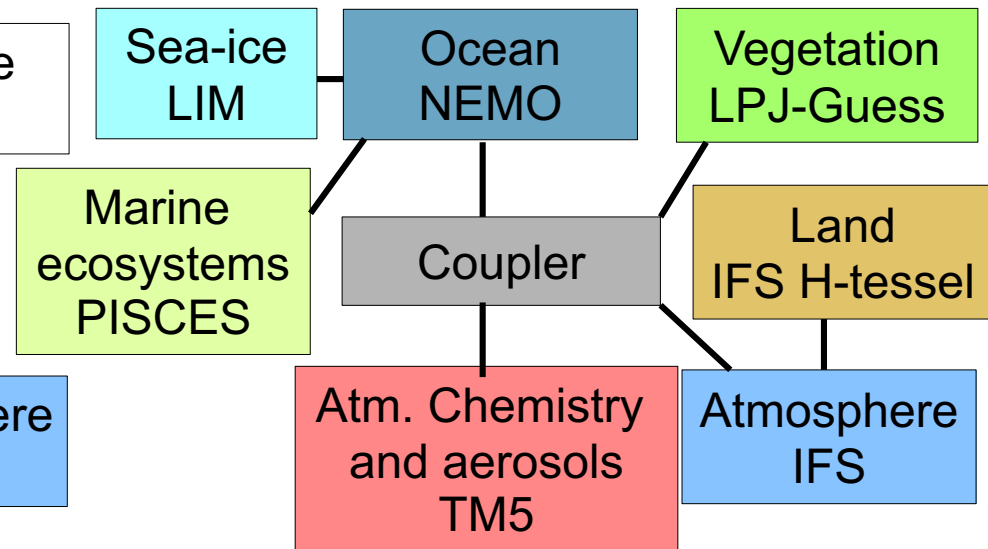 e
Sea-ice
LIM
Ocean
NEMO
Vegetation
LPJ-Guess
Marine
ecosystems
PISCES
Coupler
Land
IFS H-tessel
ere
Atm. Chemistry
and aerosols
TM5
Atmosphere
IFS